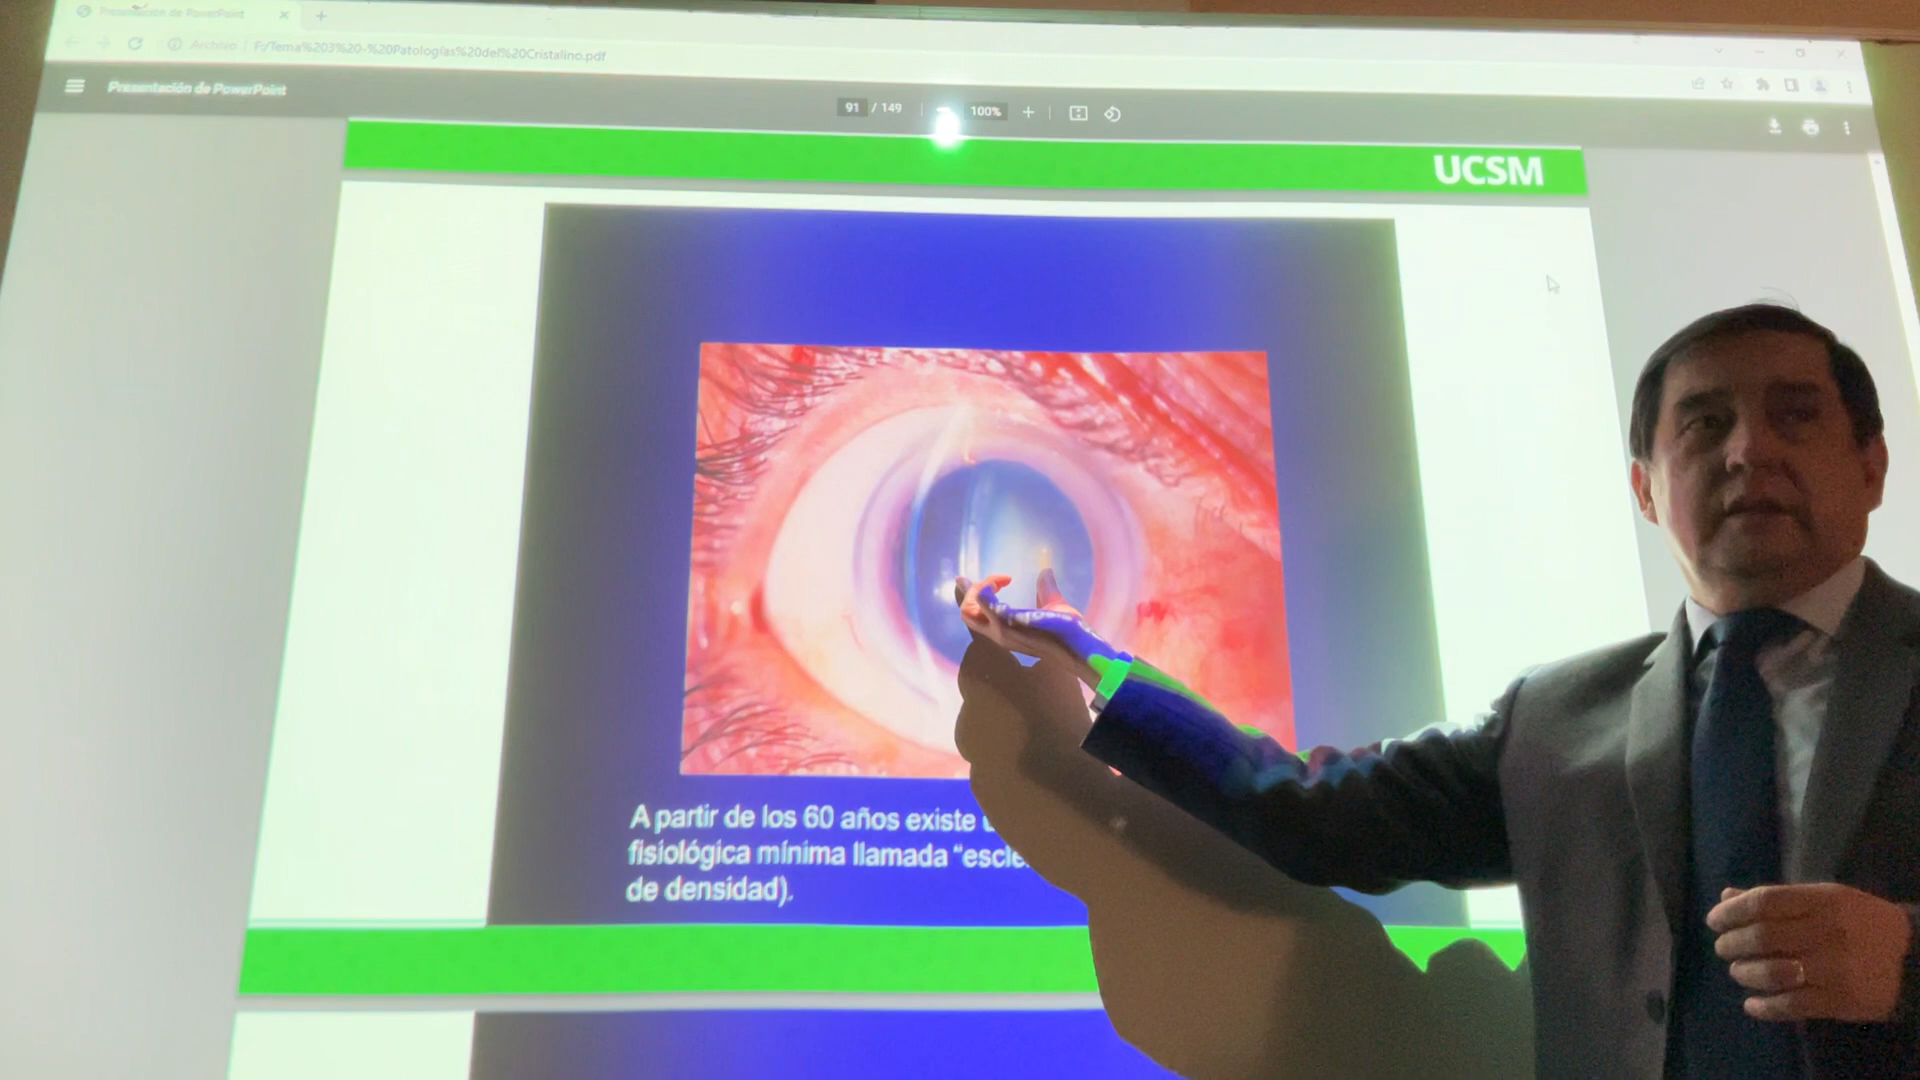 Presentación de PowerPoint
Archivo F:/Tema%203%20-%20Patologías%20del%20Cristalino.pdf
Presentación de PowerPoint
91 / 149
100%
UCSM
A partir de los 60 años existe
fisiológica mínima llamada “escle
de densidad).